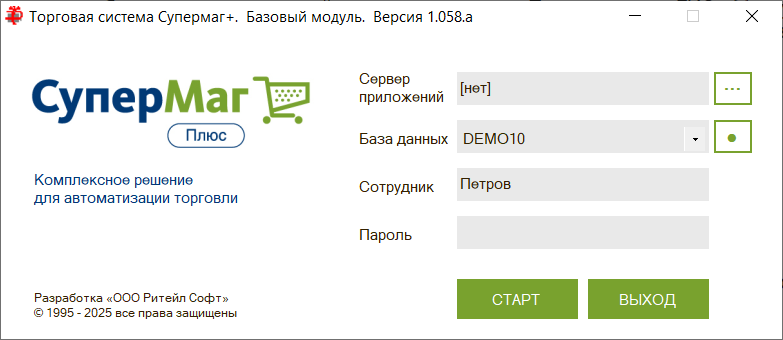 Торговая система Супермаг+. Базовый модуль. Версия 1.058.a
СуперМаг
Плюс
Комплексное решение
для автоматизации торговли
Разработка «ООО Ритейл Софт»
© 1995 - 2025 все права защищены
Сервер
приложений
[нет]
...
База данных
DEMO10
Сотрудник
Петров
Пароль
СТАРТ
ВЫХОД